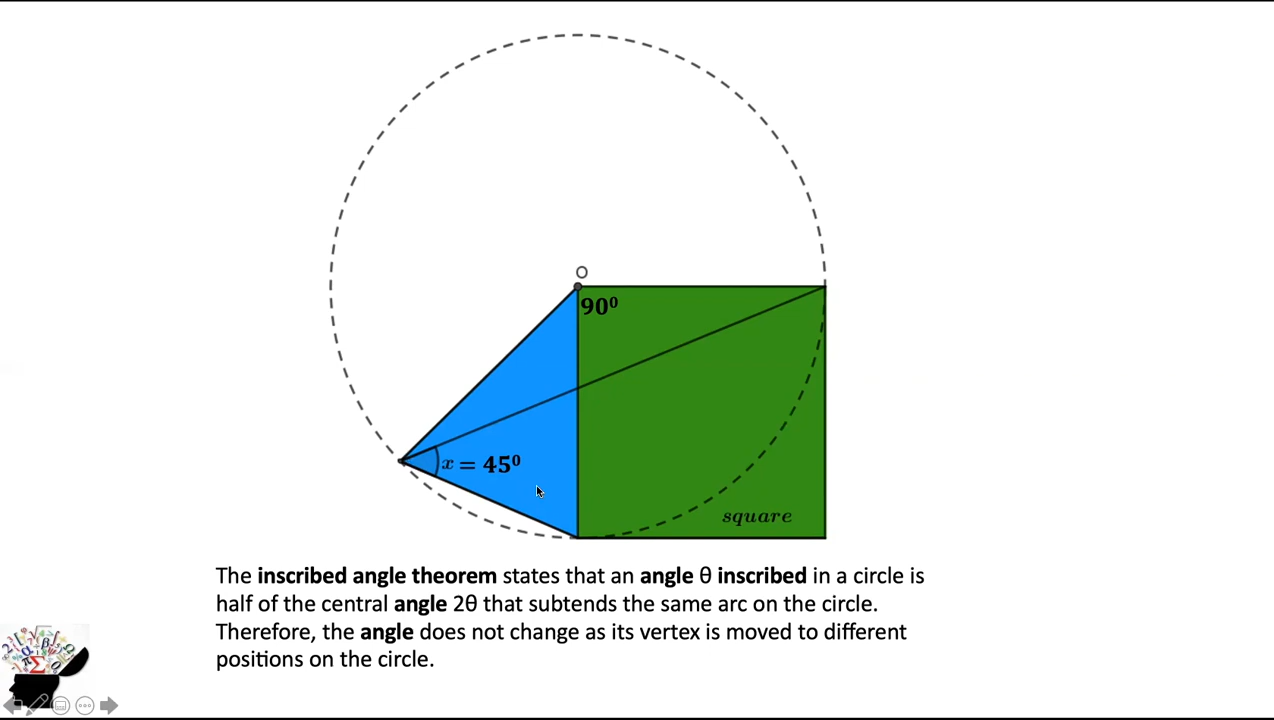 O
90⁰
x = 45⁰
square
The inscribed angle theorem states that an angle θ inscribed in a circle is
half of the central angle 2θ that subtends the same arc on the circle.
Therefore, the angle does not change as its vertex is moved to different
positions on the circle.